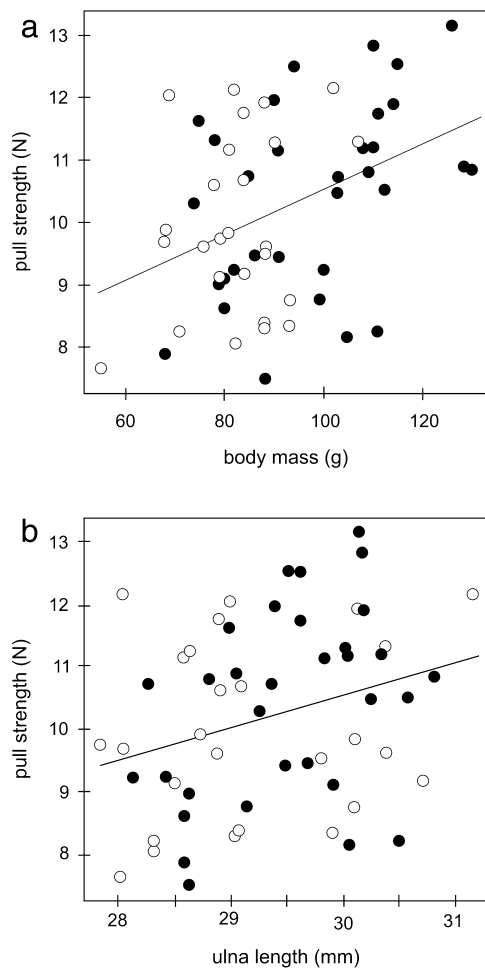 a
13
12
11
10
9
8
pull strength (N)
60 80 100 120
body mass (g)
b
13
12
11
10
9
8
pull strength (N)
28 29 30 31
ulna length (mm)